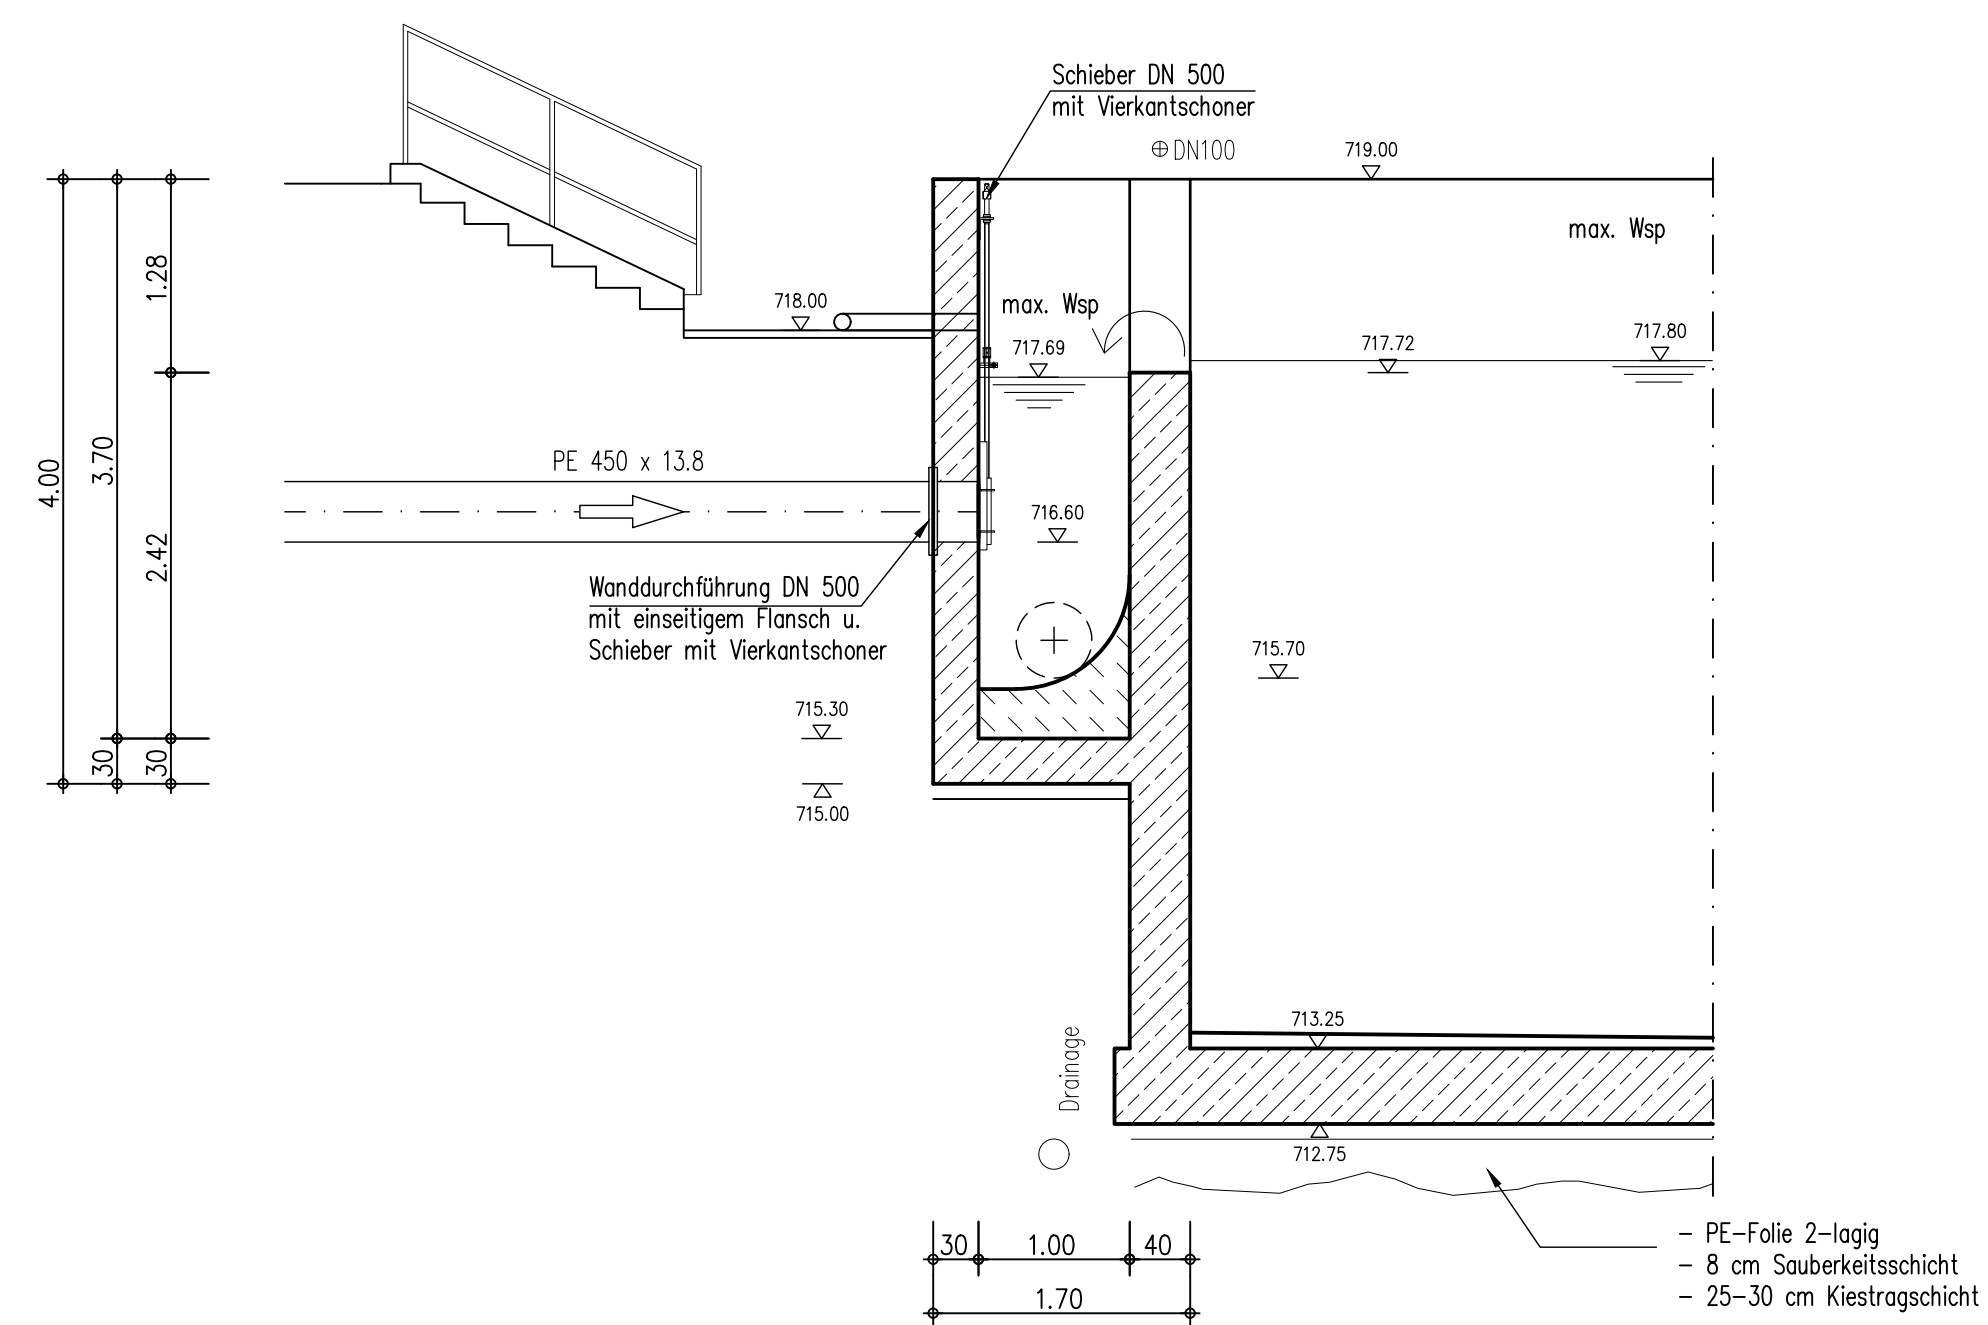 Schieber DN 500
mit Vierkantschoner
DN100
719.00
max. Wsp
1.28
718.00
max. Wsp
717.69
717.72
717.80
4.00
3.70
PE 450 x 13.8
716.60
2.42
Wanddurchführung DN 500
mit einseitigem Flansch u.
Schieber mit Vierkantschoner
715.70
715.30
30
30
715.00
713.25
Drainage
712.75
- PE-Folie 2-lagig
- 8 cm Sauberkeitsschicht
- 25-30 cm Kiestragschicht
30
1.00
40
1.70